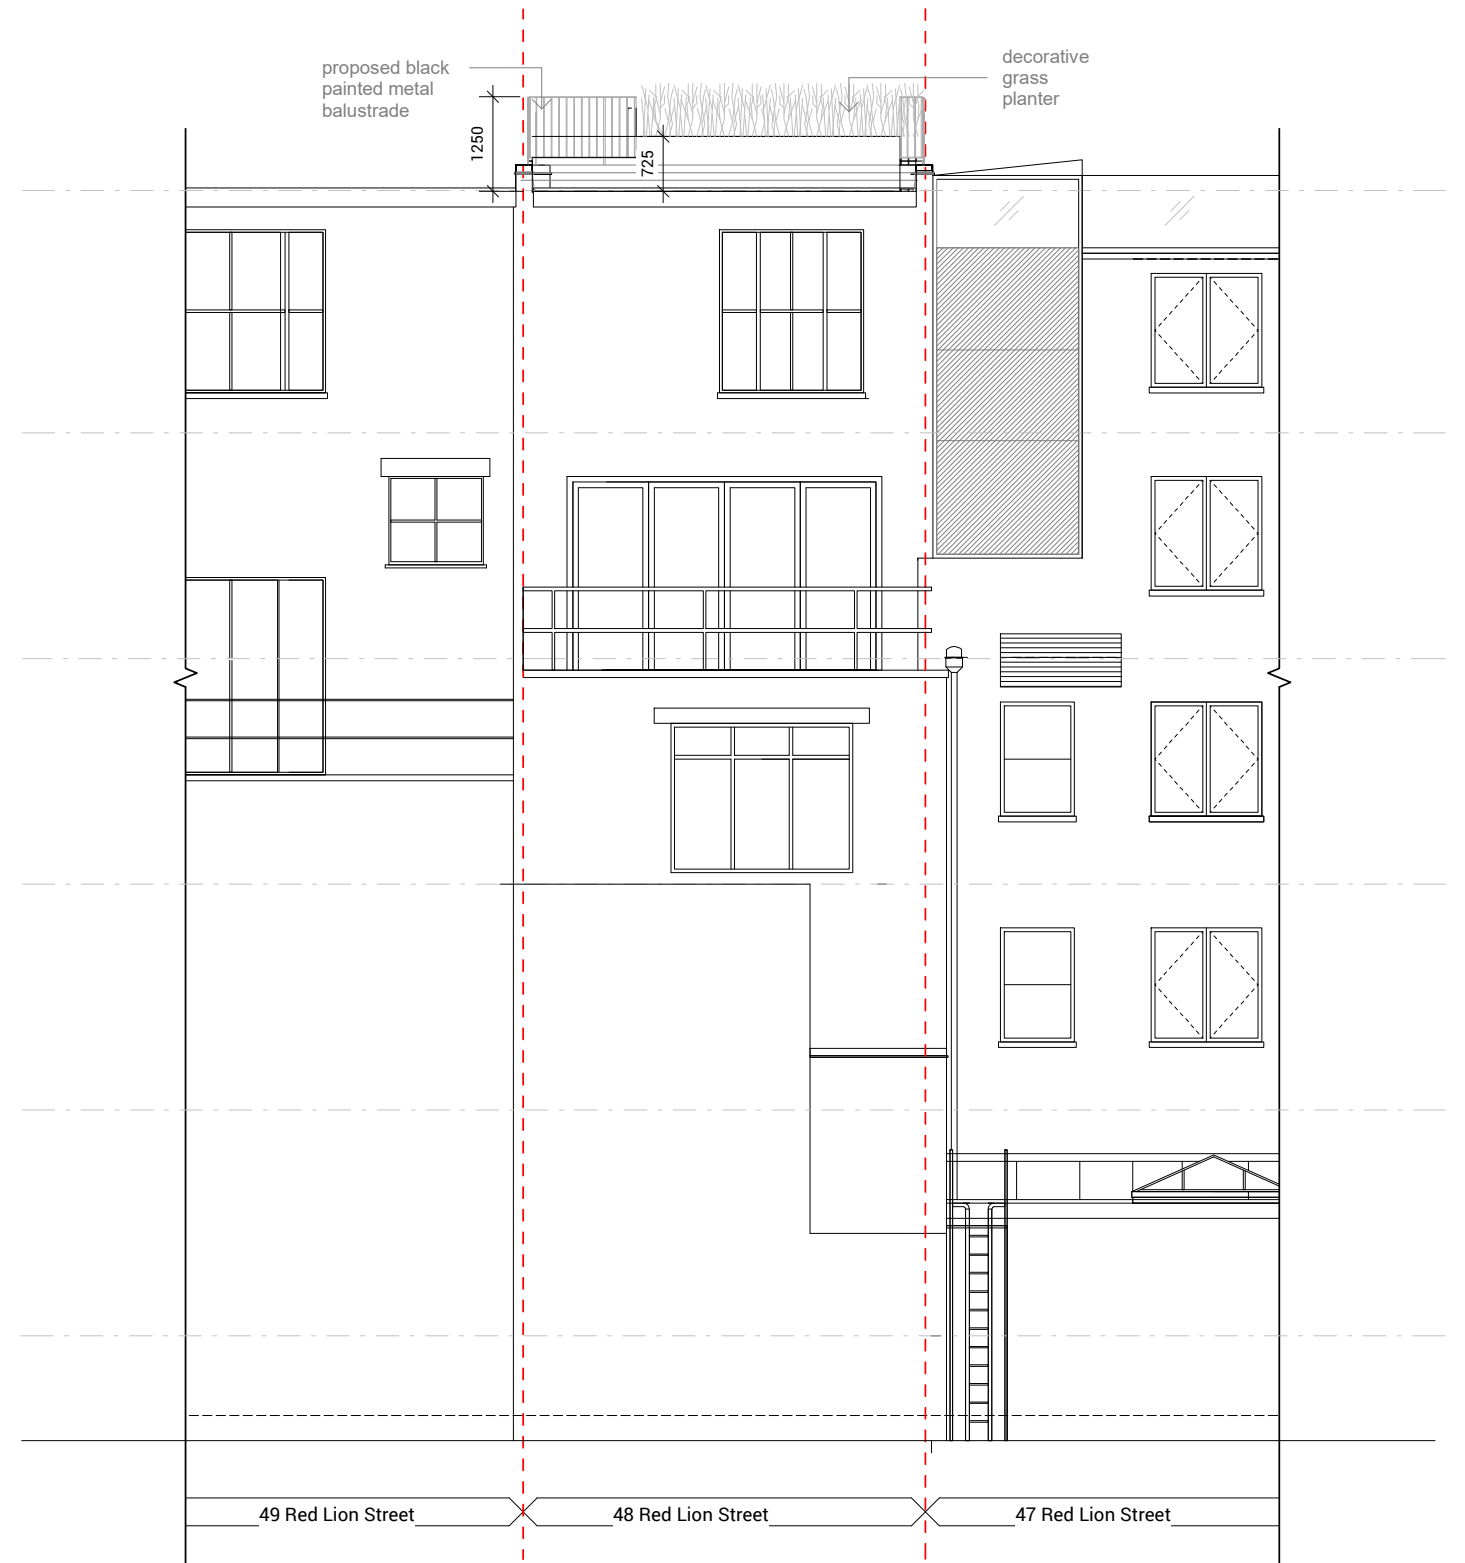 proposed black
painted metal
balustrade
decorative
grass
planter
1250
725
49 Red Lion Street
48 Red Lion Street
47 Red Lion Street